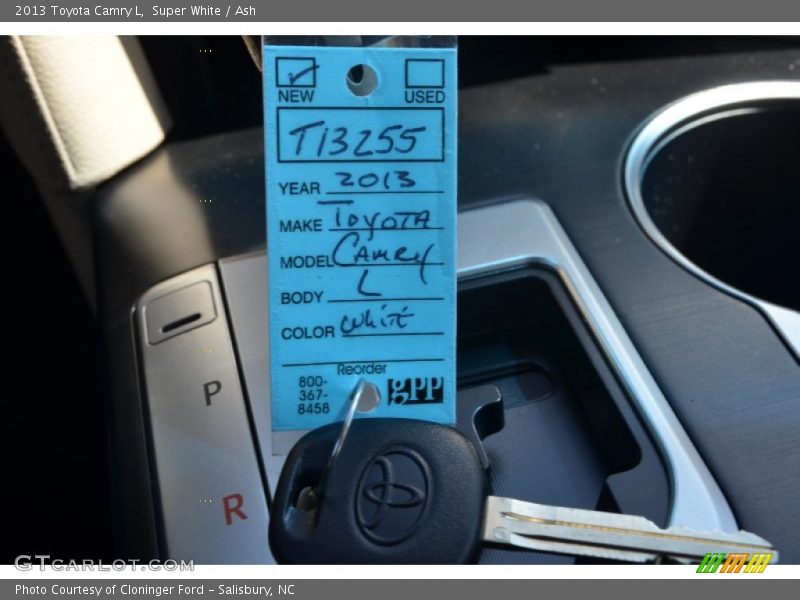 2013 Toyota Camry L, Super White / Ash
NEW USED
T13255
YEAR 2013
MAKE TOYOTA
MODEL CAMRY
BODY L
COLOR White
Reorder
800-
367-
8458
gpp
P
R
GTCARLOT.COM
Photo Courtesy of Cloninger Ford - Salisbury, NC